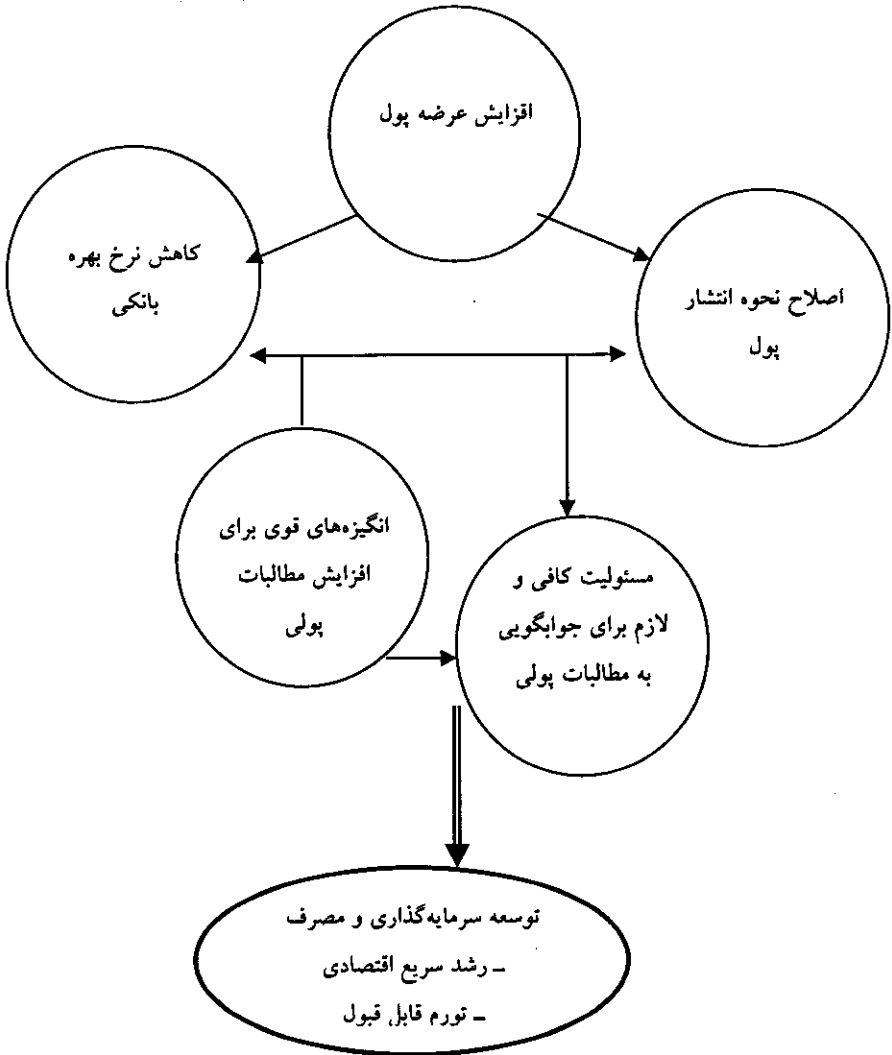 اقزایش عرضه پول
کاهش نرخ بهره
بانکی
اصلاح نحوه انتشار
پول
انگیزه‌های قوی برای
افزایش مطالبات
پولی
مسئولیت کافی و
لازم برای جوابگویی
به مطالبات پولی
توسعه سرمایه‌گذاری و مصرف
ـ رشد سریع اقتصادی
ـ تورم قابل قبول